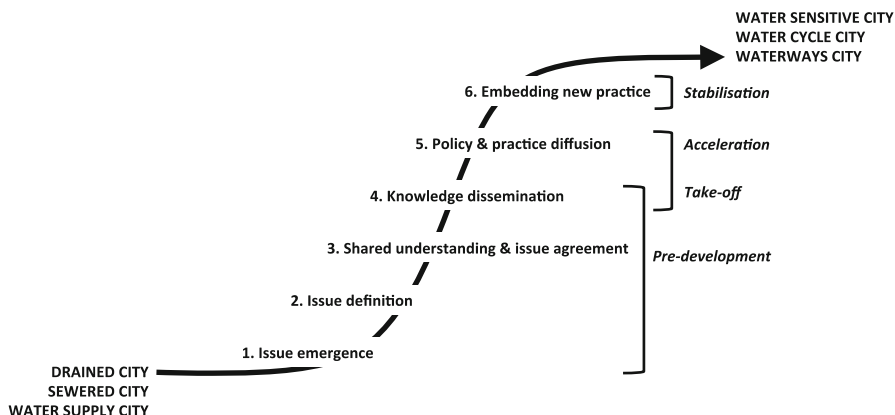 WATER SENSITIVE CITY
WATER CYCLE CITY
WATERWAYS CITY
6. Embedding new practice
Stabilisation
5. Policy & practice diffusion
Acceleration
4. Knowledge dissemination
Take-off
3. Shared understanding & issue agreement
Pre-development
2. Issue definition
1. Issue emergence
DRAINED CITY
SEWERED CITY
WATER SUPPLY CITY